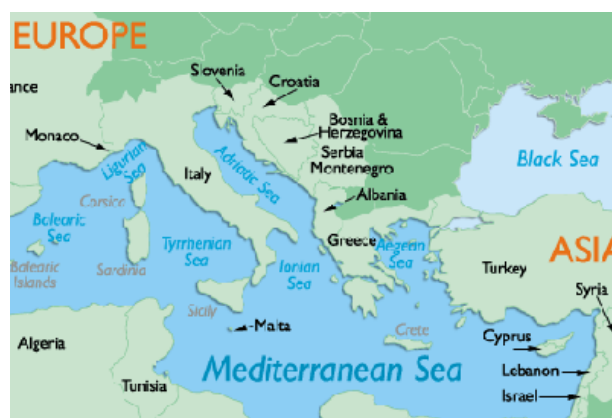 EUROPE
Slovenia
Croatia
ance
Bosnia &
Herzegovina
Monaco
Ligurian
Sea
Serbia
Montenegro
Black Sea
Italy
Adriatic Sea
Corsica
Albania
Balearic
Sea
Tyrrhenian
Sea
Greece
Aegean
Sea
ASIA
Balearic
Islands
Sardinia
Ionian
Sea
Turkey
Syria
Sicily
Malta
Crete
Cyprus
Algeria
Mediterranean Sea
Lebanon
Tunisia
Israel